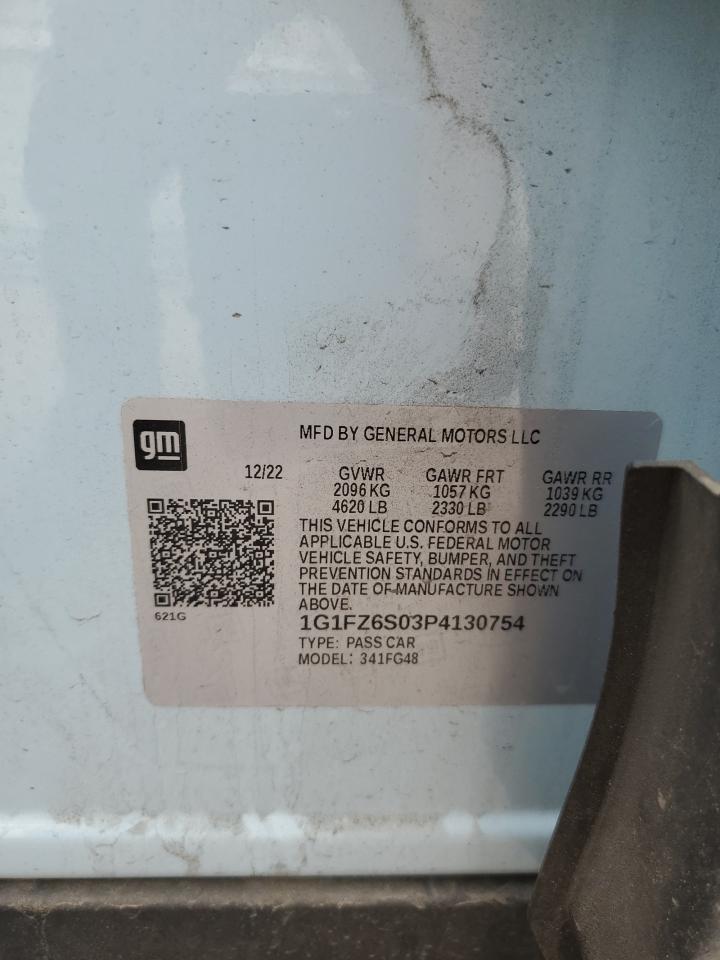 gm
MFD BY GENERAL MOTORS LLC
12/22 GVWR GAWR FRT GAWR RR
2096 KG 1057 KG 1039 KG
4620 LB 2330 LB 2290 LB
THIS VEHICLE CONFORMS TO ALL
APPLICABLE U.S. FEDERAL MOTOR
VEHICLE SAFETY, BUMPER, AND THEFT
PREVENTION STANDARDS IN EFFECT ON
THE DATE OF MANUFACTURE SHOWN
ABOVE.
621G
1G1FZ6S03P4130754
TYPE: PASS CAR
MODEL: 341FG48